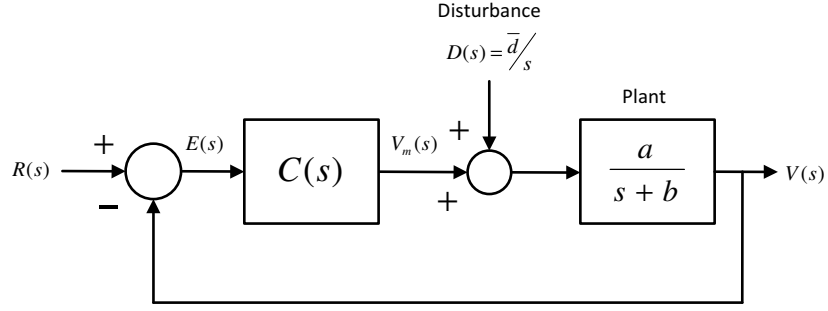 Disturbance
D(s) = d̅/s
Plant
+
E(s)
V_m(s)
+
R(s)
C(s)
a
s + b
V(s)
−
+